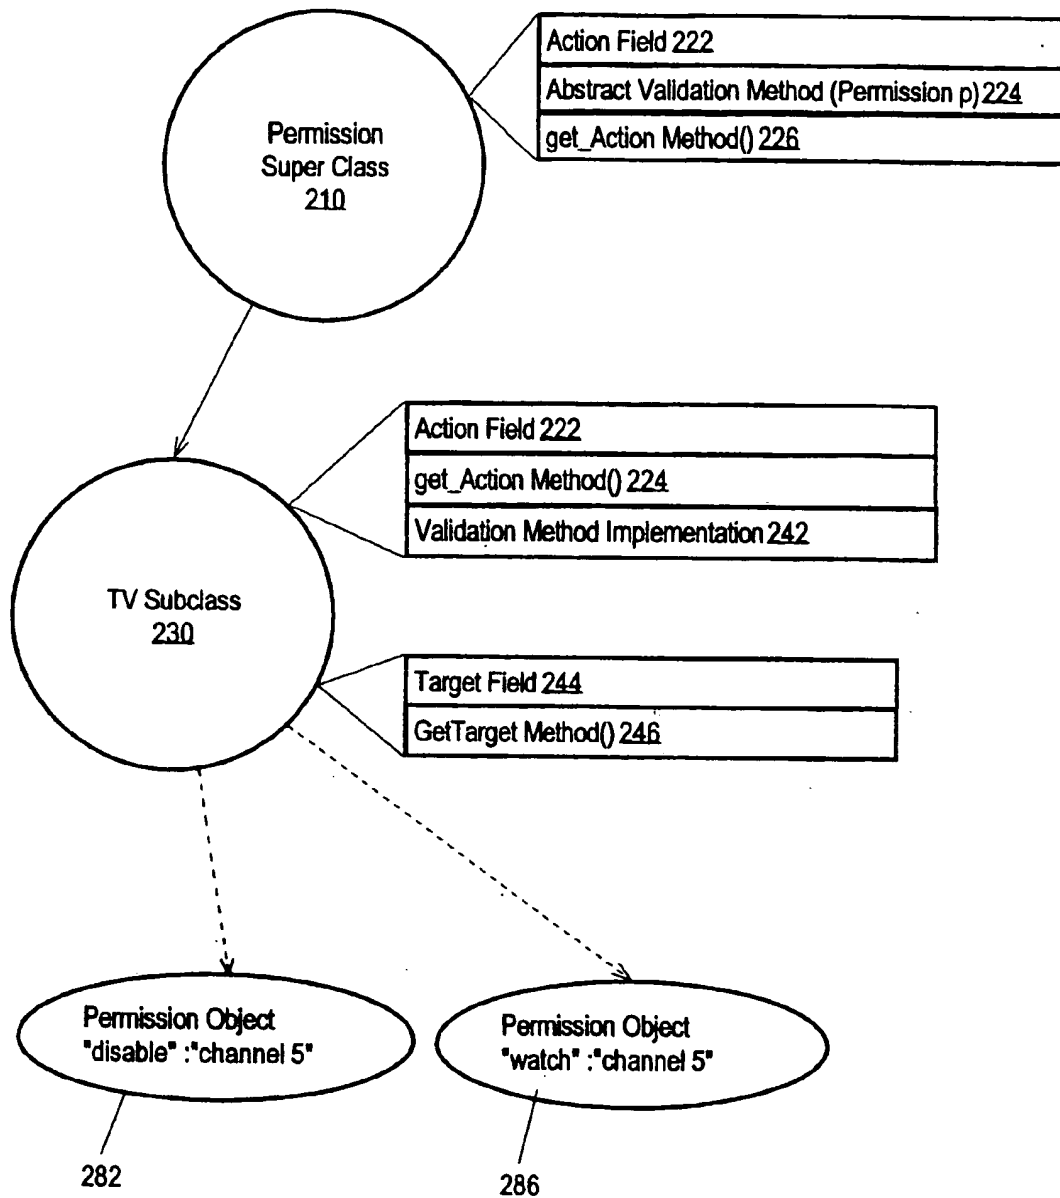 Permission
Super Class
210
Action Field 222
Abstract Validation Method (Permission p) 224
get_Action Method() 226
TV Subclass
230
Action Field 222
get_Action Method() 224
Validation Method Implementation 242
Target Field 244
GetTarget Method() 246
Permission Object
"disable" :"channel 5"
Permission Object
"watch" :"channel 5"
282
286